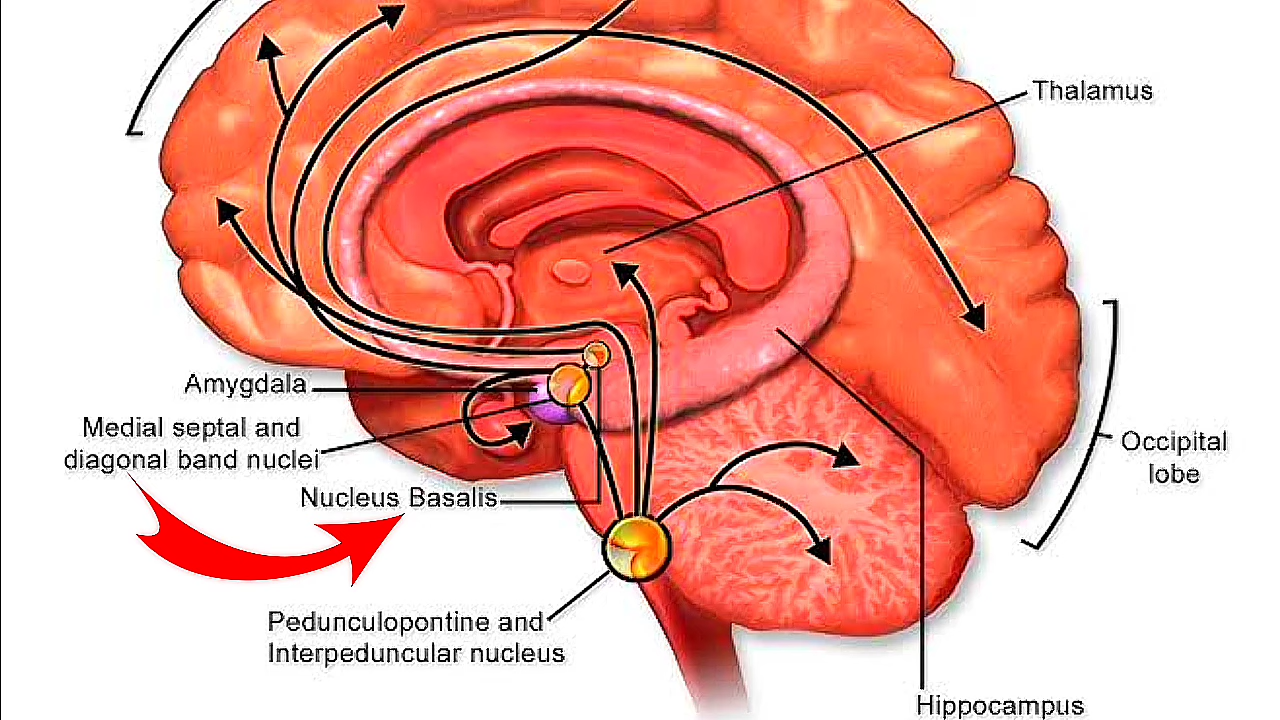 Thalamus
Amygdala
Medial septal and
diagonal band nuclei
Nucleus Basalis
Occipital
lobe
Pedunculopontine and
Interpeduncular nucleus
Hippocampus